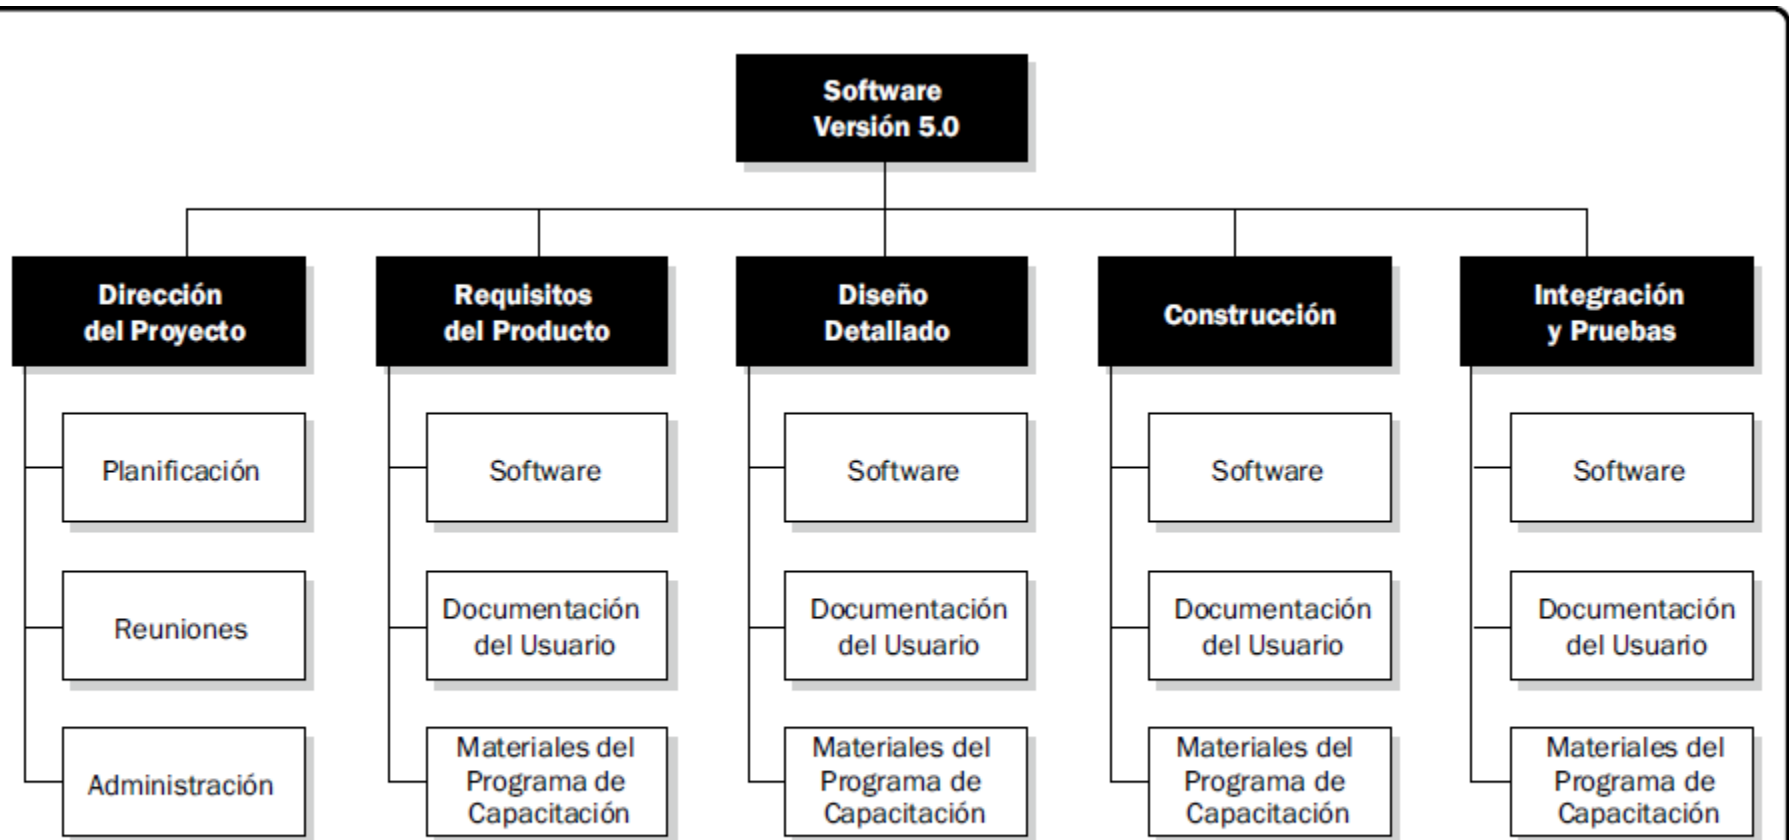 Software
Versión 5.0
Dirección
del Proyecto
Requisitos
del Producto
Diseño
Detallado
Construcción
Integración
y Pruebas
Planificación
Software
Software
Software
Software
Reuniones
Documentación
del Usuario
Documentación
del Usuario
Documentación
del Usuario
Documentación
del Usuario
Administración
Materiales del
Programa de
Capacitación
Materiales del
Programa de
Capacitación
Materiales del
Programa de
Capacitación
Materiales del
Programa de
Capacitación